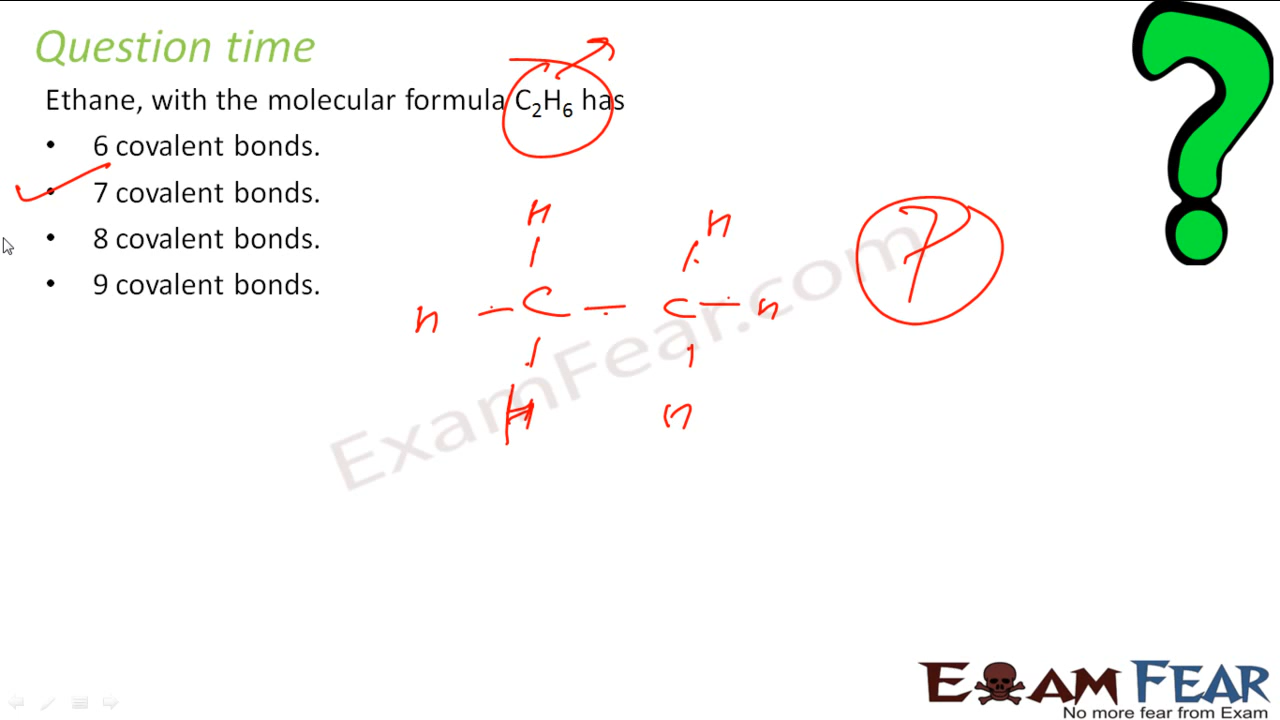 Question time
Ethane, with the molecular formula C₂H₆ has
• 6 covalent bonds.
• 7 covalent bonds.
• 8 covalent bonds.
• 9 covalent bonds.
H H
H - C - C - H
H H
7
ExamFear.com
EXAM FEAR
No more fear from Exam